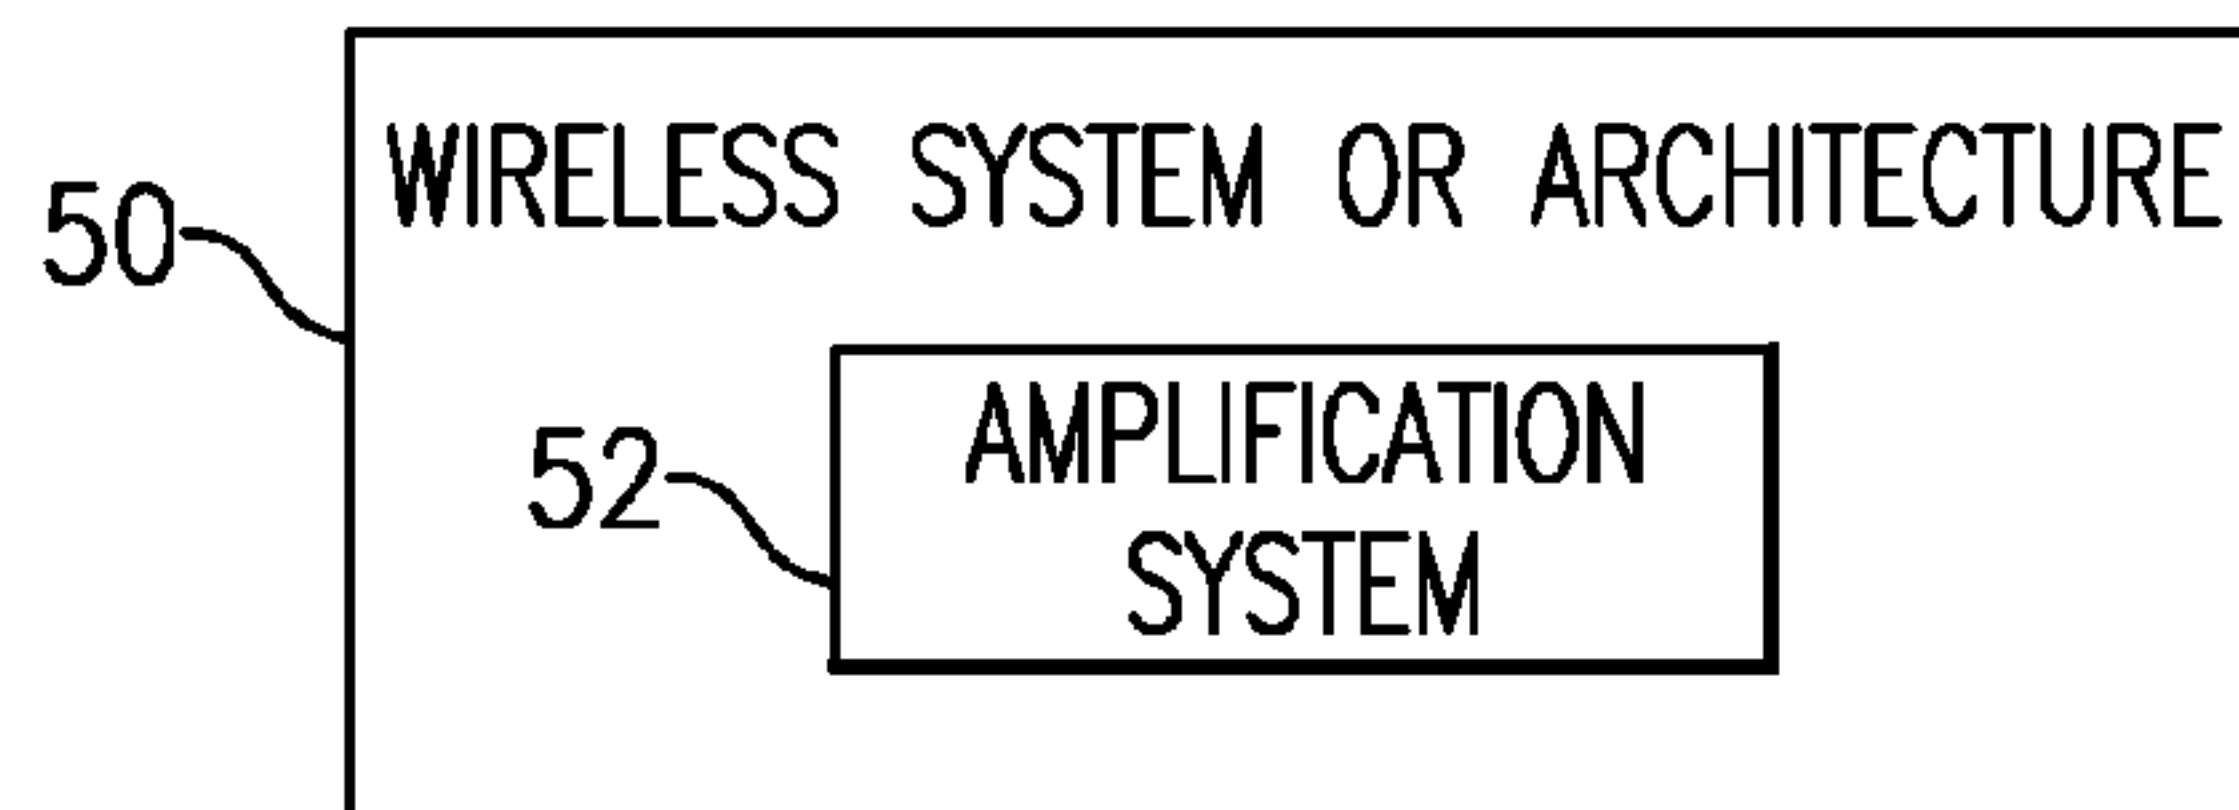 WIRELESS SYSTEM OR ARCHITECTURE
50
52
AMPLIFICATION
SYSTEM